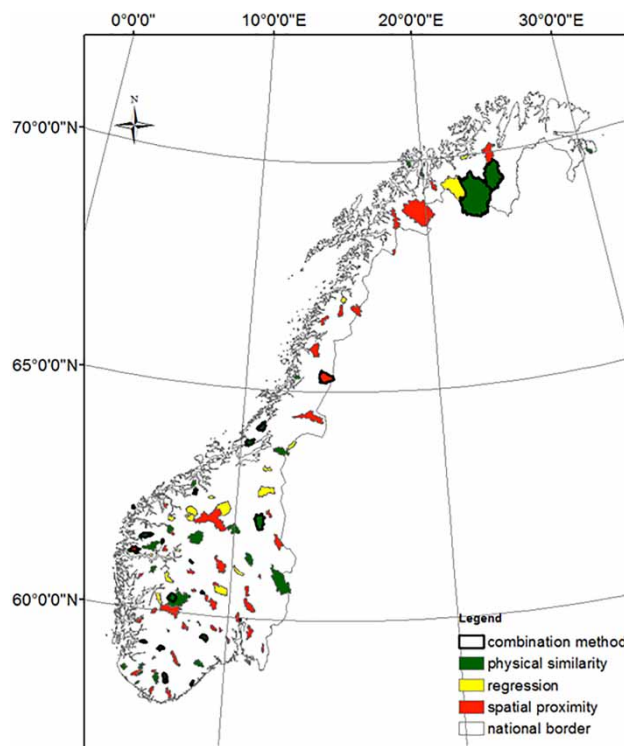 0°0'0" 10°0'0"E 20°0'0"E 30°0'0"E
N
70°0'0"N
65°0'0"N
60°0'0"N
Legend
combination method
physical similarity
regression
spatial proximity
national border